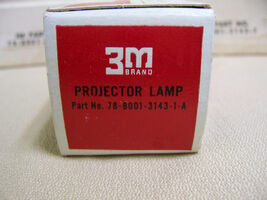 3M
BRAND
PROJECTOR LAMP
Part No. 78-8001-3143-1-A